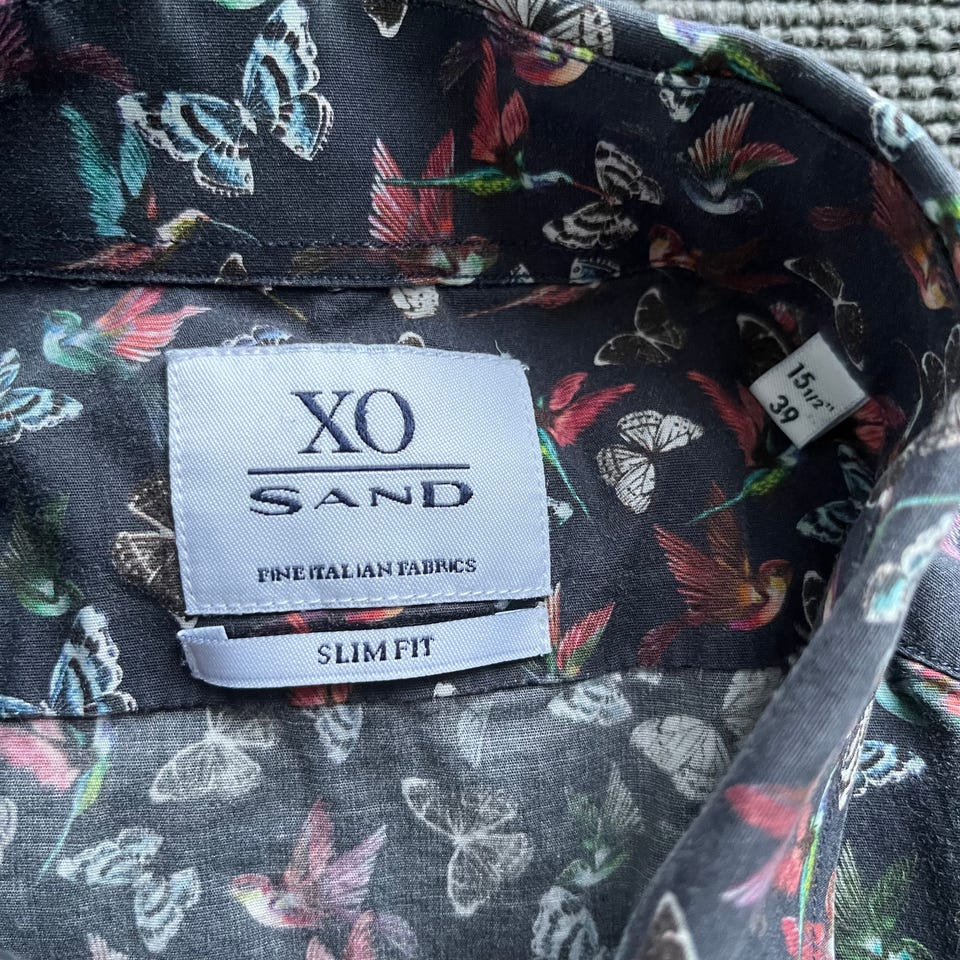 XO
SAND
FINE ITALIAN FABRICS
SLIM FIT
15 1/2"
39